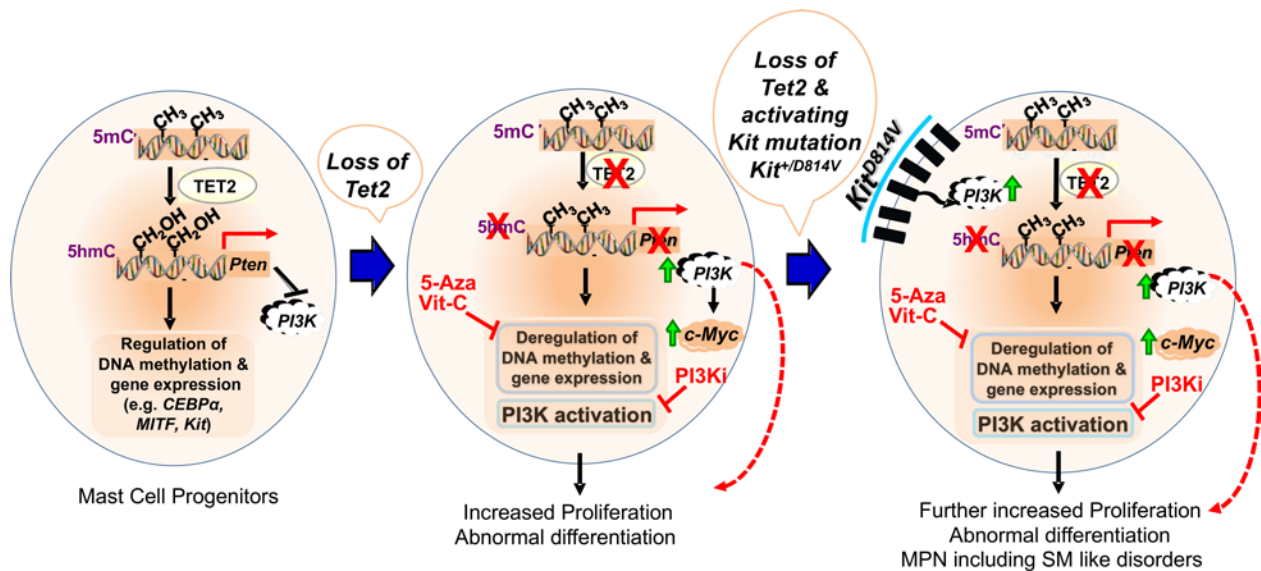 CH₃ CH₃
5mC
TET2
CH₂OH
CH₂OH
5hmC
Pten
PI3K
Regulation of
DNA methylation &
gene expression
(e.g. CEBPα,
MITF, Kit)
Mast Cell Progenitors
Loss of
Tet2
CH₃ CH₃
5mC
TET2
CH₃ CH₃
5hmC
Pten
PI3K
5-Aza
Vit-C
c-Myc
Deregulation of
DNA methylation &
gene expression
PI3Ki
PI3K activation
Increased Proliferation
Abnormal differentiation
Loss of
Tet2 &
activating
Kit mutation
Kit+/D814V
KitD814V
CH₃ CH₃
5mC
PI3K
TET2
CH₃ CH₃
5hmC
Pten
PI3K
5-Aza
Vit-C
c-Myc
Deregulation of
DNA methylation &
gene expression
PI3Ki
PI3K activation
Further increased Proliferation
Abnormal differentiation
MPN including SM like disorders